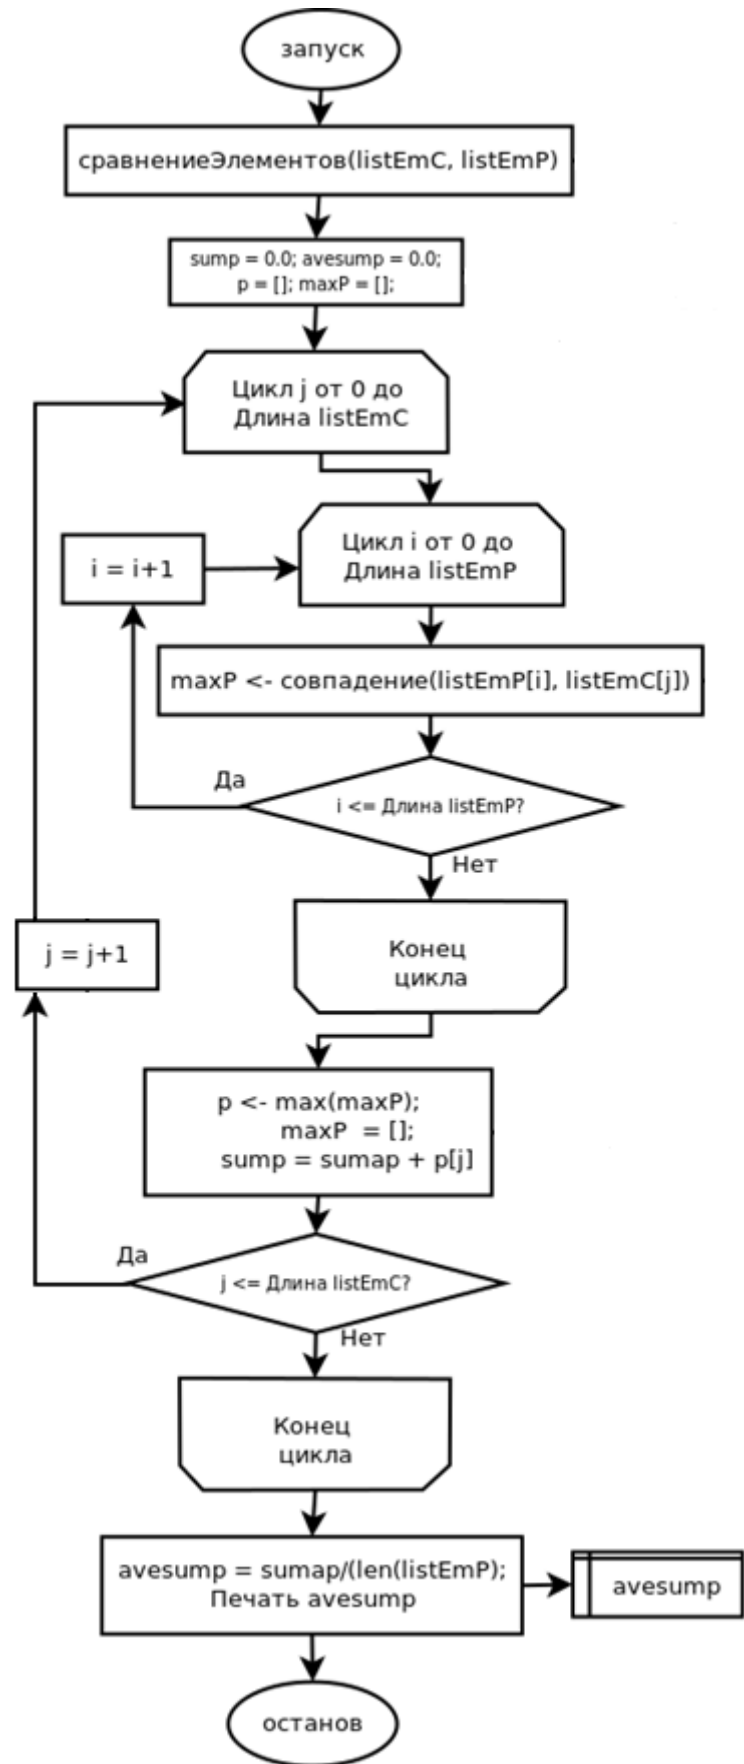 запуск
сравнениеЭлементов(listEmC, listEmP)
sump = 0.0; avesump = 0.0;
p = []; maxP = [];
Цикл j от 0 до
Длина listEmC
Цикл i от 0 до
Длина listEmP
i = i+1
maxP <- совпадение(listEmP[i], listEmC[j])
Да
i <= Длина listEmP?
Нет
j = j+1
Конец
цикла
p <- max(maxP);
maxP = [];
sump = sumap + p[j]
Да
j <= Длина listEmC?
Нет
Конец
цикла
avesump = sumap/(len(listEmP);
Печать avesump
avesump
останов